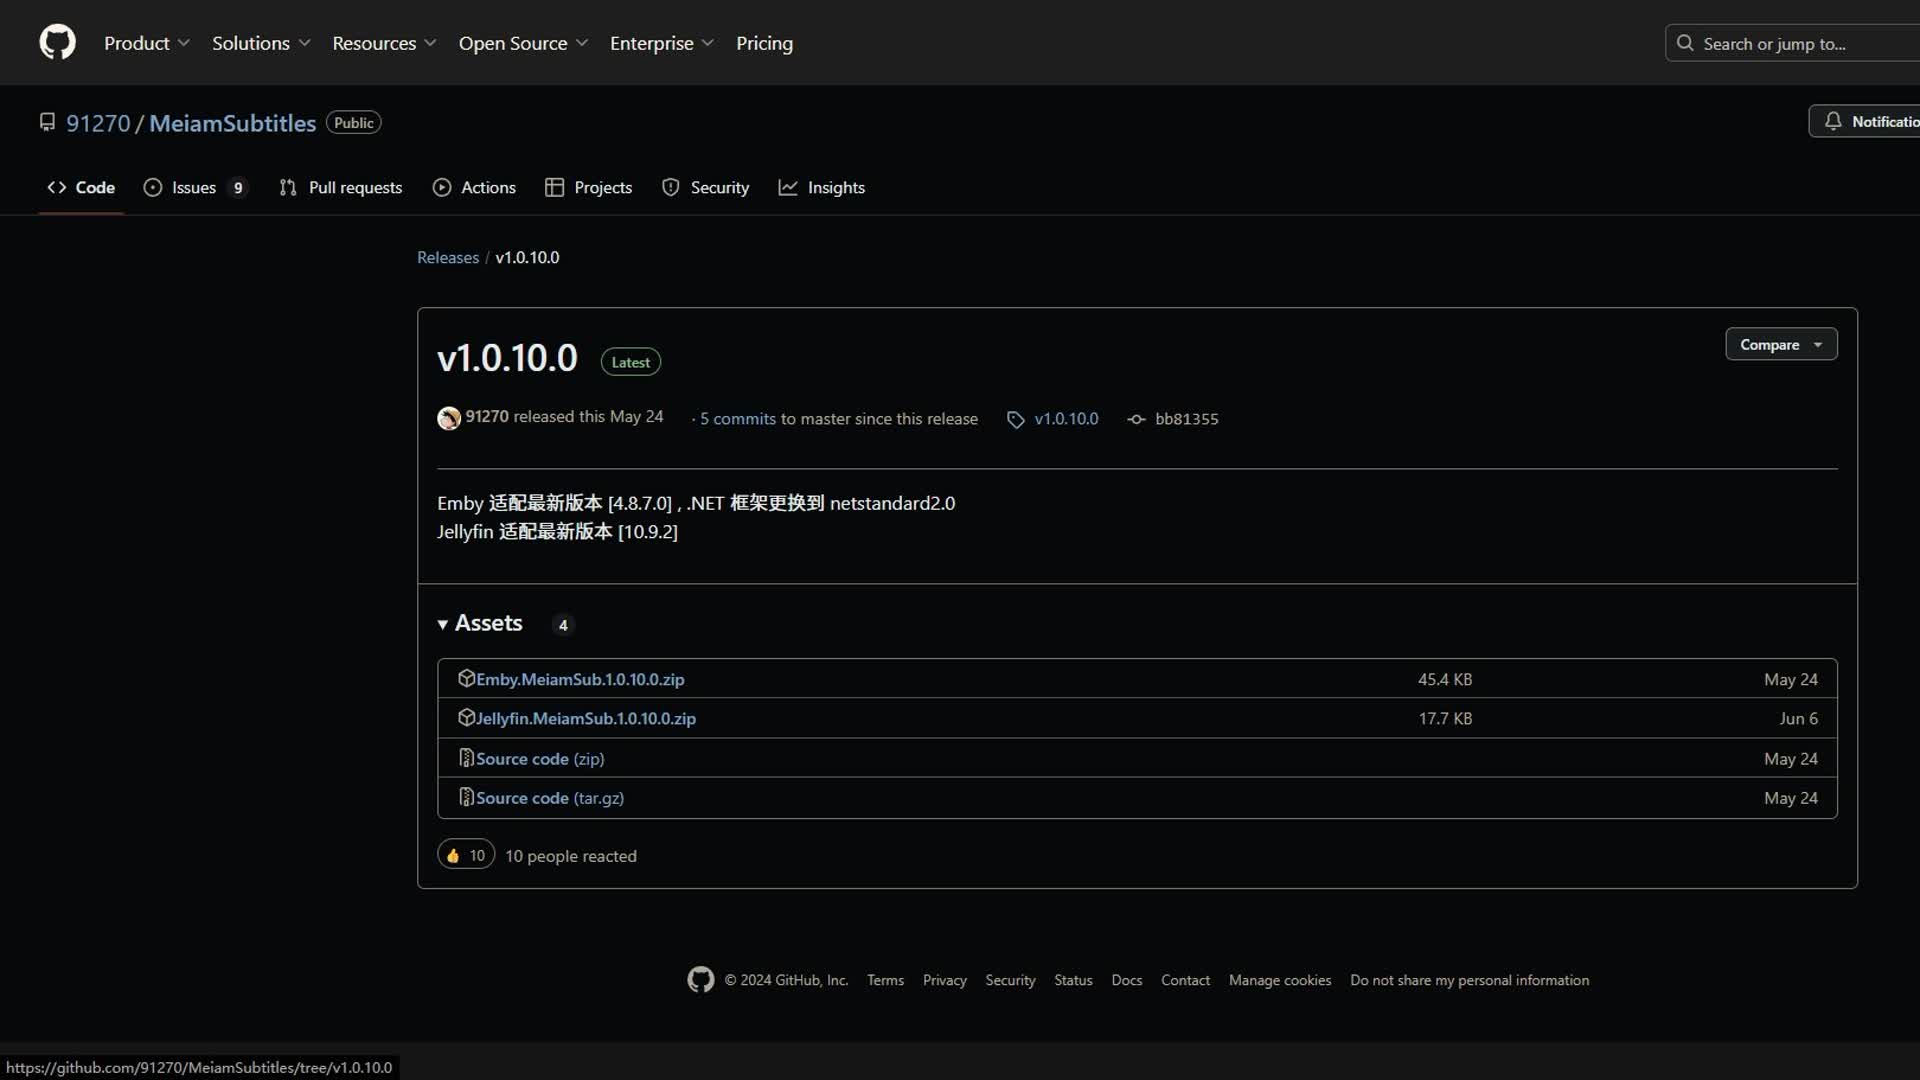 Product Solutions Resources Open Source Enterprise Pricing
Search or jump to...
91270 / MeiamSubtitles Public
Notificatio
Code Issues 9 Pull requests Actions Projects Security Insights
Releases / v1.0.10.0
v1.0.10.0 Latest
Compare
91270 released this May 24 · 5 commits to master since this release v1.0.10.0 bb81355
Emby 适配最新版本 [4.8.7.0] , .NET 框架更换到 netstandard2.0
Jellyfin 适配最新版本 [10.9.2]
Assets 4
Emby.MeiamSub.1.0.10.0.zip 45.4 KB May 24
Jellyfin.MeiamSub.1.0.10.0.zip 17.7 KB Jun 6
Source code (zip) May 24
Source code (tar.gz) May 24
10 10 people reacted
© 2024 GitHub, Inc. Terms Privacy Security Status Docs Contact Manage cookies Do not share my personal information
https://github.com/91270/MeiamSubtitles/tree/v1.0.10.0